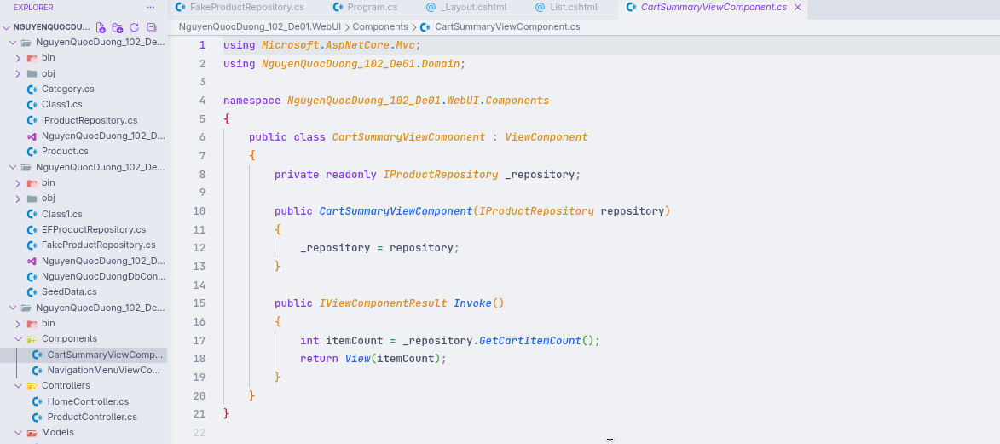 EXPLORER
···
NGUYENQUOCDU...
NguyenQuocDuong_102_De...
bin
obj
Category.cs
Class1.cs
IProductRepository.cs
NguyenQuocDuong_102_D...
Product.cs
NguyenQuocDuong_102_De...
bin
obj
Class1.cs
EFProductRepository.cs
FakeProductRepository.cs
NguyenQuocDuong_102_D...
NguyenQuocDuongDbCon...
SeedData.cs
NguyenQuocDuong_102_De...
bin
Components
CartSummaryViewComp...
NavigationMenuViewCo...
Controllers
HomeController.cs
ProductController.cs
Models
FakeProductRepository.cs
Program.cs
_Layout.cshtml
List.cshtml
CartSummaryViewComponent.cs
NguyenQuocDuong_102_De01.WebUI > Components > CartSummaryViewComponent.cs
1 using Microsoft.AspNetCore.Mvc;
2 using NguyenQuocDuong_102_De01.Domain;
3
4 namespace NguyenQuocDuong_102_De01.WebUI.Components
5 {
6 public class CartSummaryViewComponent : ViewComponent
7 {
8 private readonly IProductRepository _repository;
9
10 public CartSummaryViewComponent(IProductRepository repository)
11 {
12 _repository = repository;
13 }
14
15 public IViewComponentResult Invoke()
16 {
17 int itemCount = _repository.GetCartItemCount();
18 return View(itemCount);
19 }
20 }
21 }
22